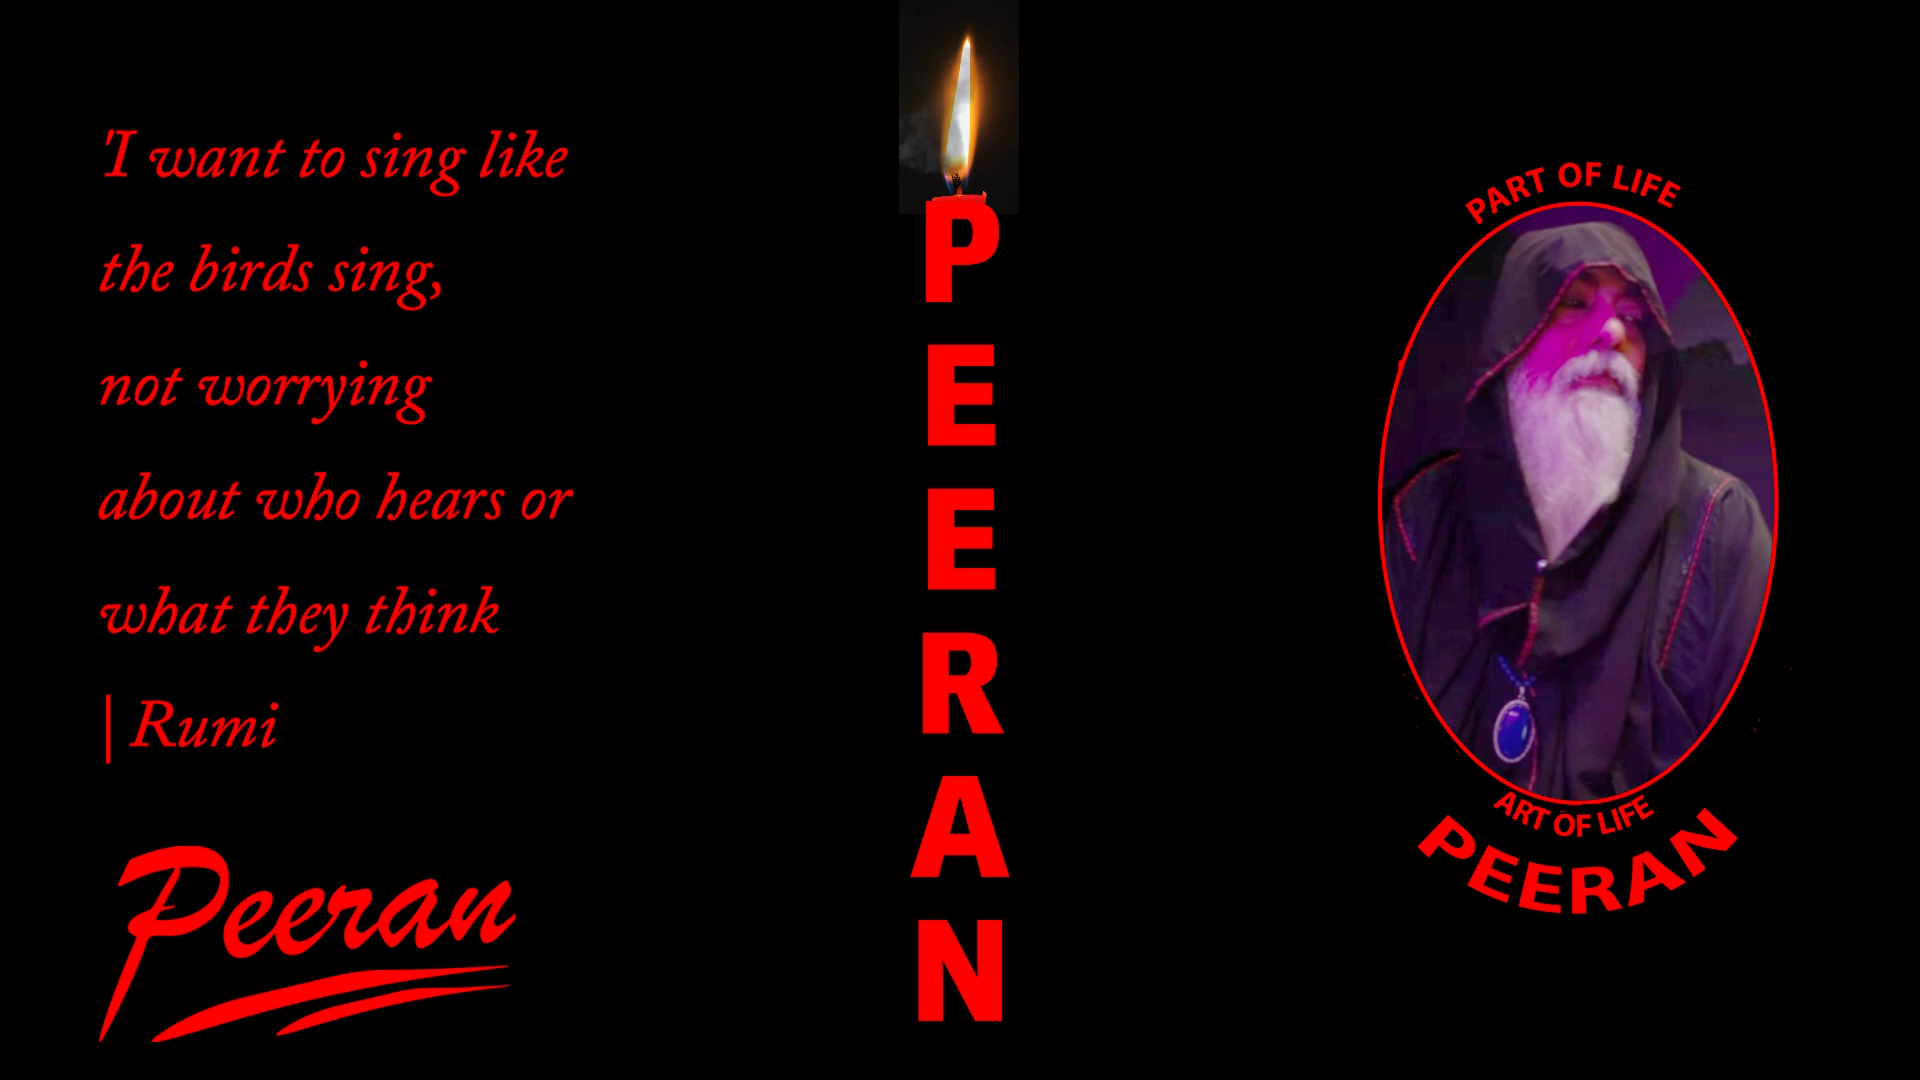 'I want to sing like
the birds sing,
not worrying
about who hears or
what they think
| Rumi
Peeran
PEERAN
PART OF LIFE
ART OF LIFE
PEERAN